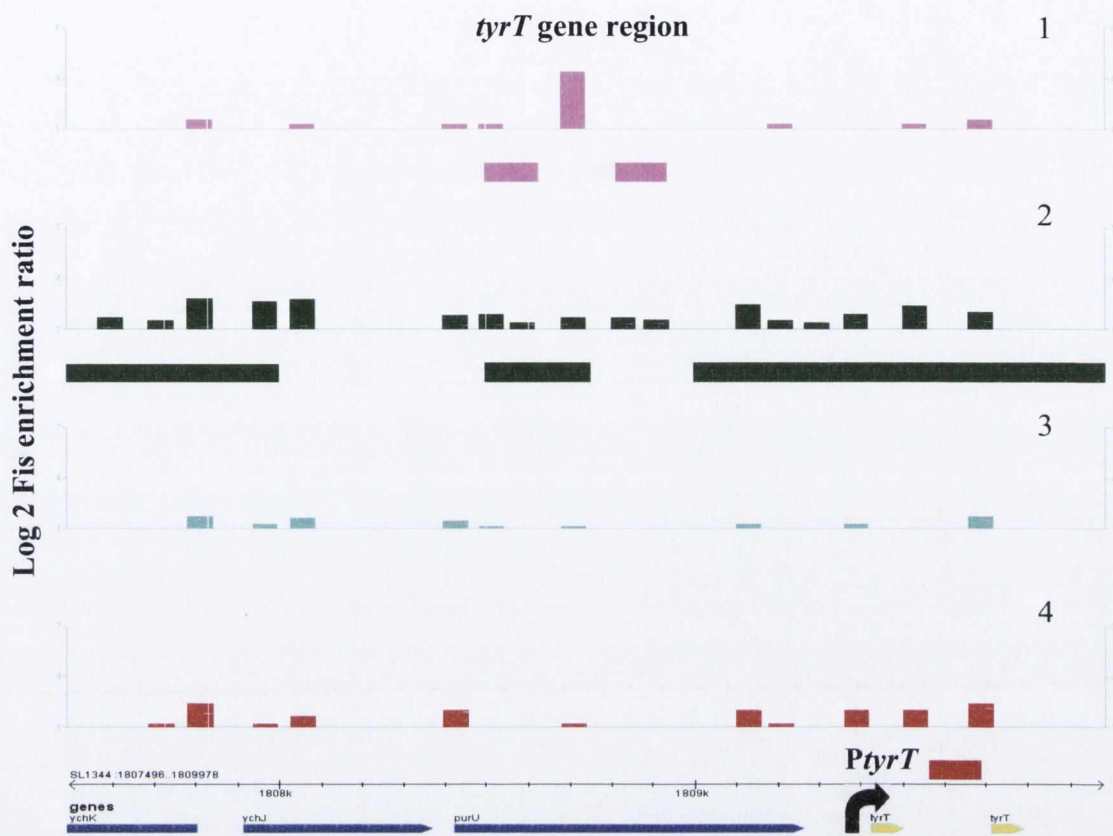 tyrT gene region
1
2
3
4
Log 2 Fis enrichment ratio
PtyrT
SL1344:1807496..1809978
1808k
1809k
genes
ychK
ychJ
purU
tyrT
tyrT